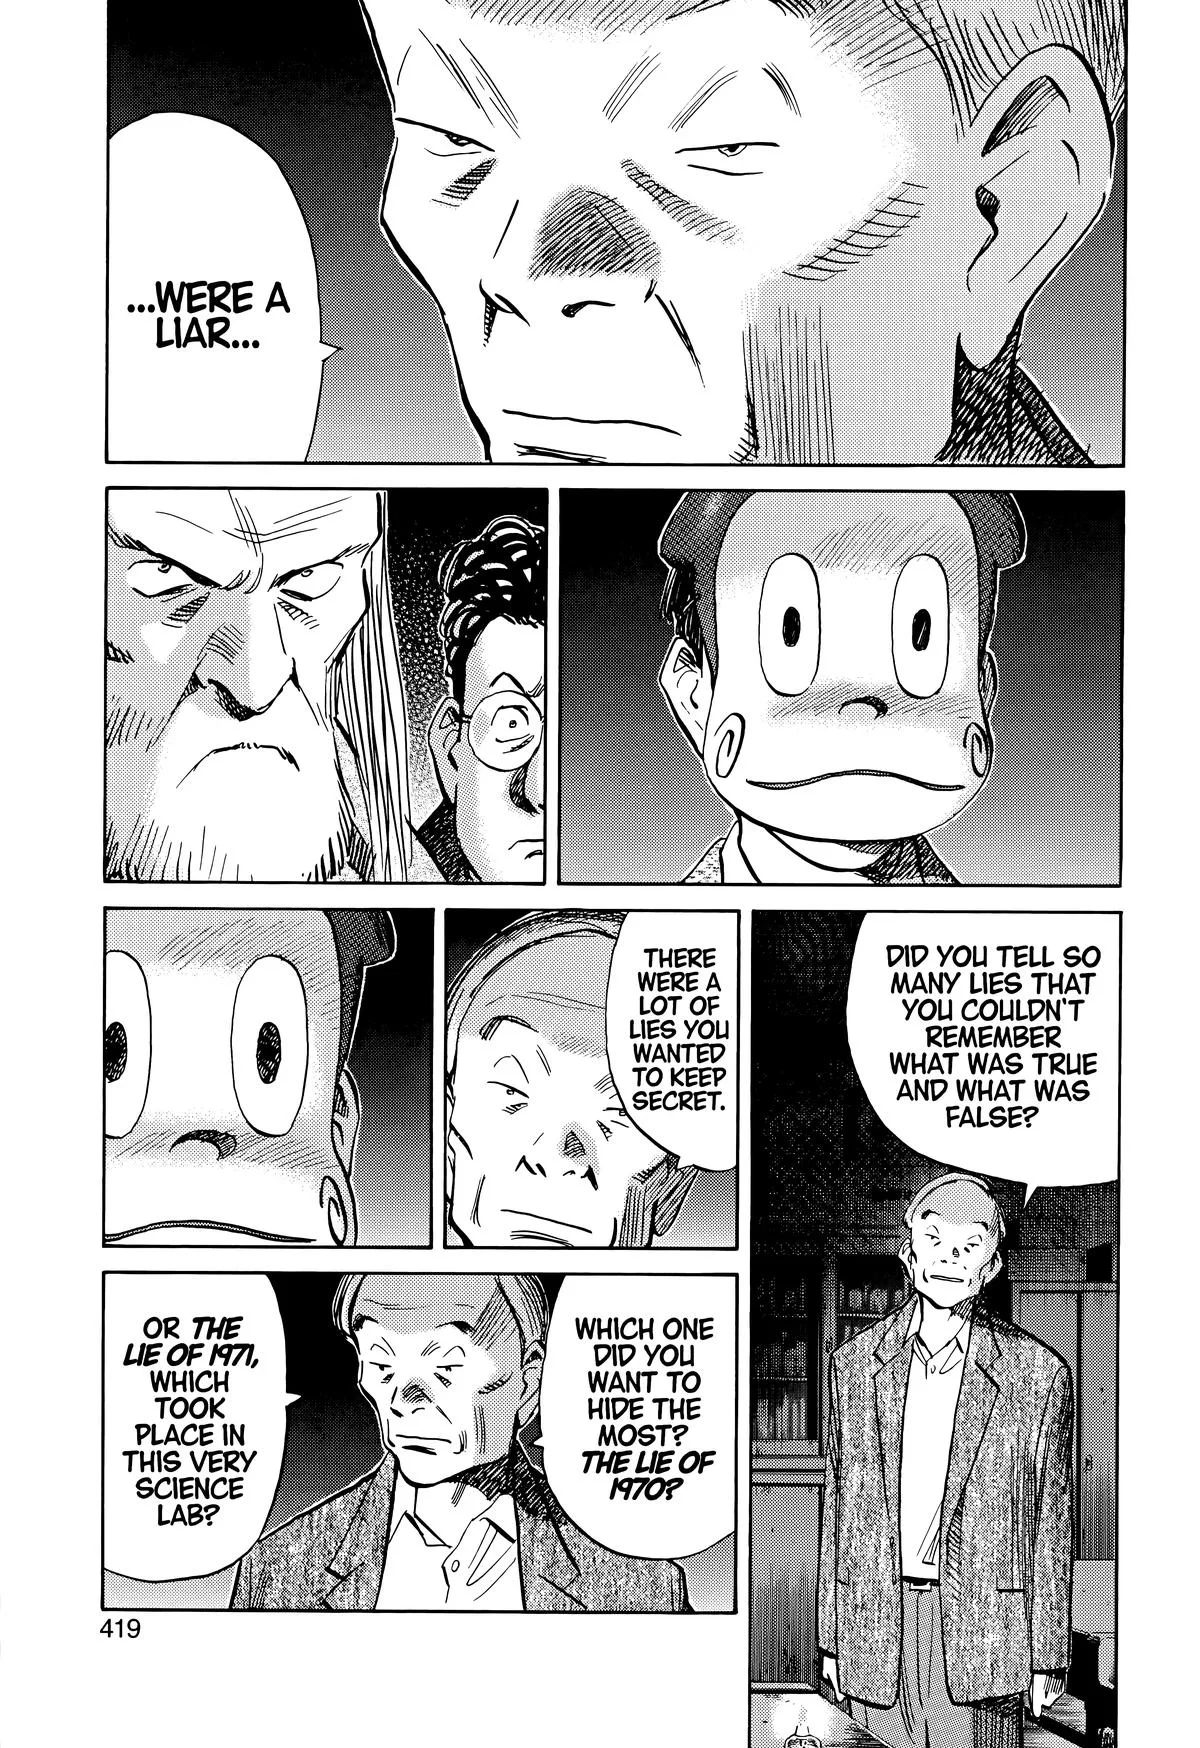 ...WERE A
LIAR...
DID YOU TELL SO
MANY LIES THAT
YOU COULDN'T
REMEMBER
WHAT WAS TRUE
AND WHAT WAS
FALSE?
THERE
WERE A
LOT OF
LIES YOU
WANTED
TO KEEP
SECRET.
WHICH ONE
DID YOU
WANT TO
HIDE THE
MOST?
THE LIE OF
1970?
OR THE
LIE OF 1971,
WHICH
TOOK
PLACE IN
THIS VERY
SCIENCE
LAB?
419